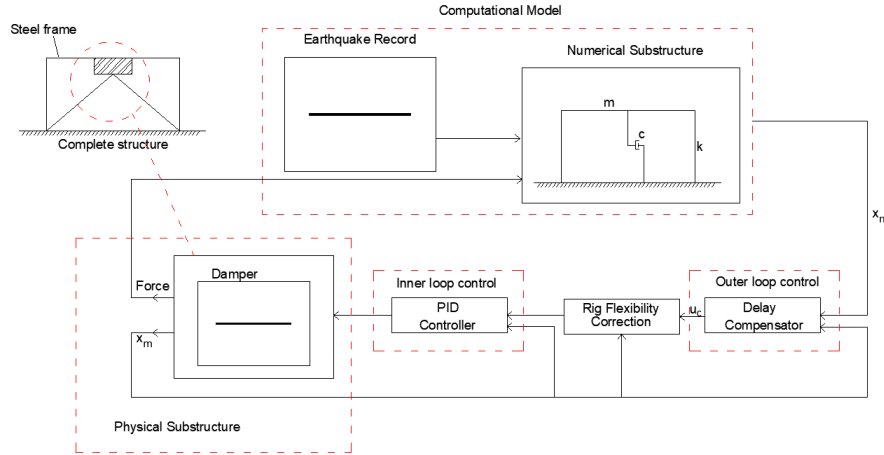 Computational Model
Steel frame
Earthquake Record
Numerical Substructure
m
c
k
Complete structure
x_n
Force
Damper
x_m
Inner loop control
PID
Controller
Rig Flexibility
Correction
u_c
Outer loop control
Delay
Compensator
Physical Substructure